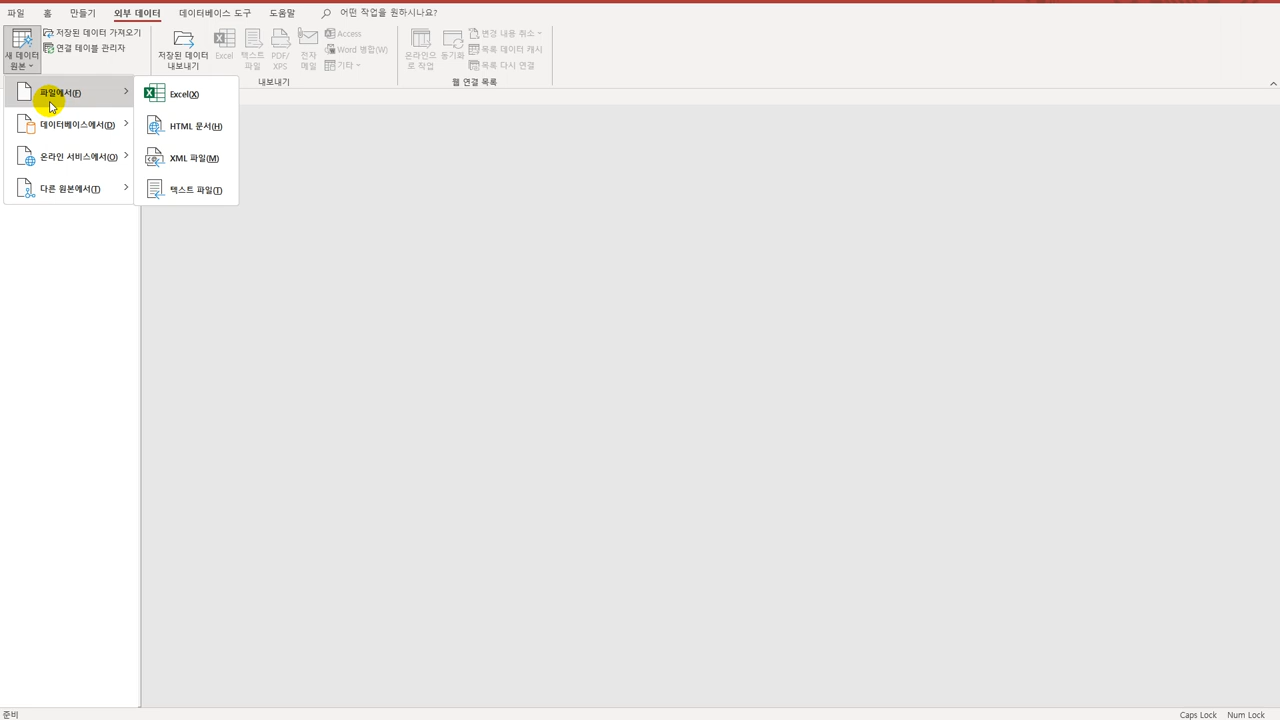 파일 홈 만들기 외부 데이터 데이터베이스 도구 도움말 어떤 작업을 원하시나요?
새 데이터
원본
저장된 데이터 가져오기
연결 테이블 관리자
저장된 데이터
내보내기
Excel
텍스트
파일
PDF/
XPS
전자
메일
Access
Word 병합(W)
기타
내보내기
온라인으
로 작업
동기화
변경 내용 취소
목록 데이터 캐시
목록 다시 연결
웹 연결 목록
파일에서(F)
데이터베이스에서(D)
온라인 서비스에서(O)
다른 원본에서(T)
Excel(X)
HTML 문서(H)
XML 파일(M)
텍스트 파일(T)
준비
Caps Lock Num Lock